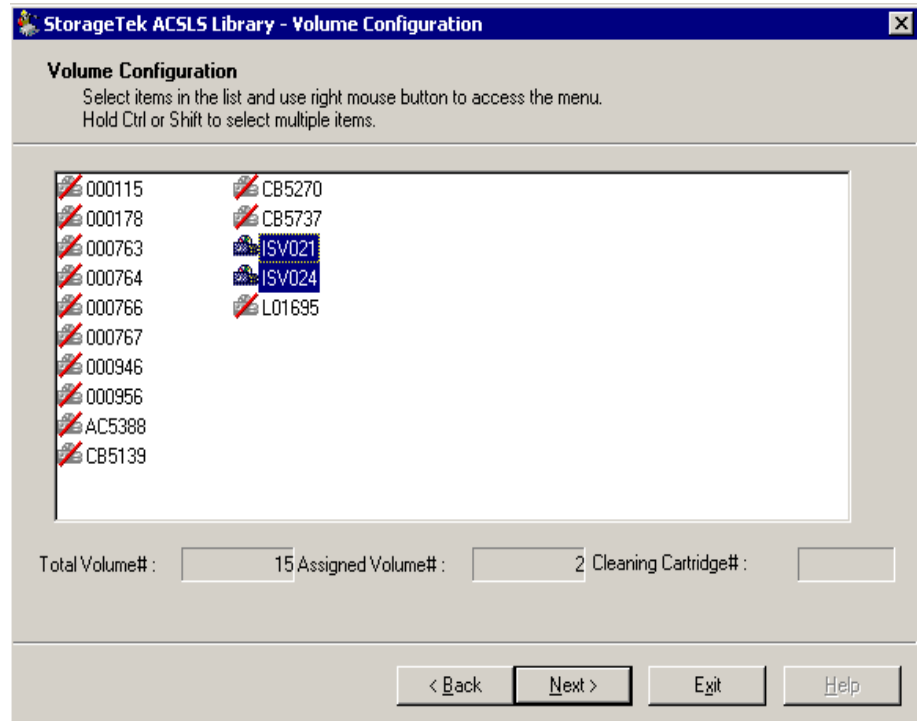 StorageTek ACSLS Library - Volume Configuration
Volume Configuration
Select items in the list and use right mouse button to access the menu.
Hold Ctrl or Shift to select multiple items.
000115
000178
000763
000764
000766
000767
000946
000956
AC5388
CB5139
CB5270
CB5737
ISV021
ISV024
L01695
Total Volume# : 15 Assigned Volume# : 2 Cleaning Cartridge# :
< Back Next > Exit Help